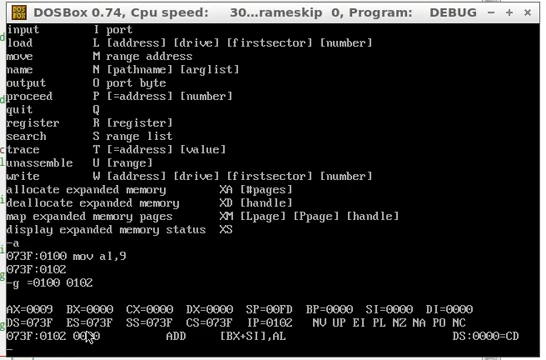 DOSBox 0.74, Cpu speed: 30...rameskip 0, Program: DEBUG
input I port
load L [address] [drive] [firstsector] [number]
move M range address
name N [pathname] [arglist]
output O port byte
proceed P [=address] [number]
quit Q
register R [register]
search S range list
trace T [=address] [value]
unassemble U [range]
write W [address] [drive] [firstsector] [number]
allocate expanded memory XA [#pages]
deallocate expanded memory XD [handle]
map expanded memory pages XM [Lpage] [Ppage] [handle]
display expanded memory status XS
-a
073F:0100 mov al,9
073F:0102
-g =0100 0102
AX=0009 BX=0000 CX=0000 DX=0000 SP=00FD BP=0000 SI=0000 DI=0000
DS=073F ES=073F SS=073F CS=073F IP=0102 NV UP EI PL NZ NA PO NC
073F:0102 0000 ADD [BX+SI],AL DS:0000=CD
-